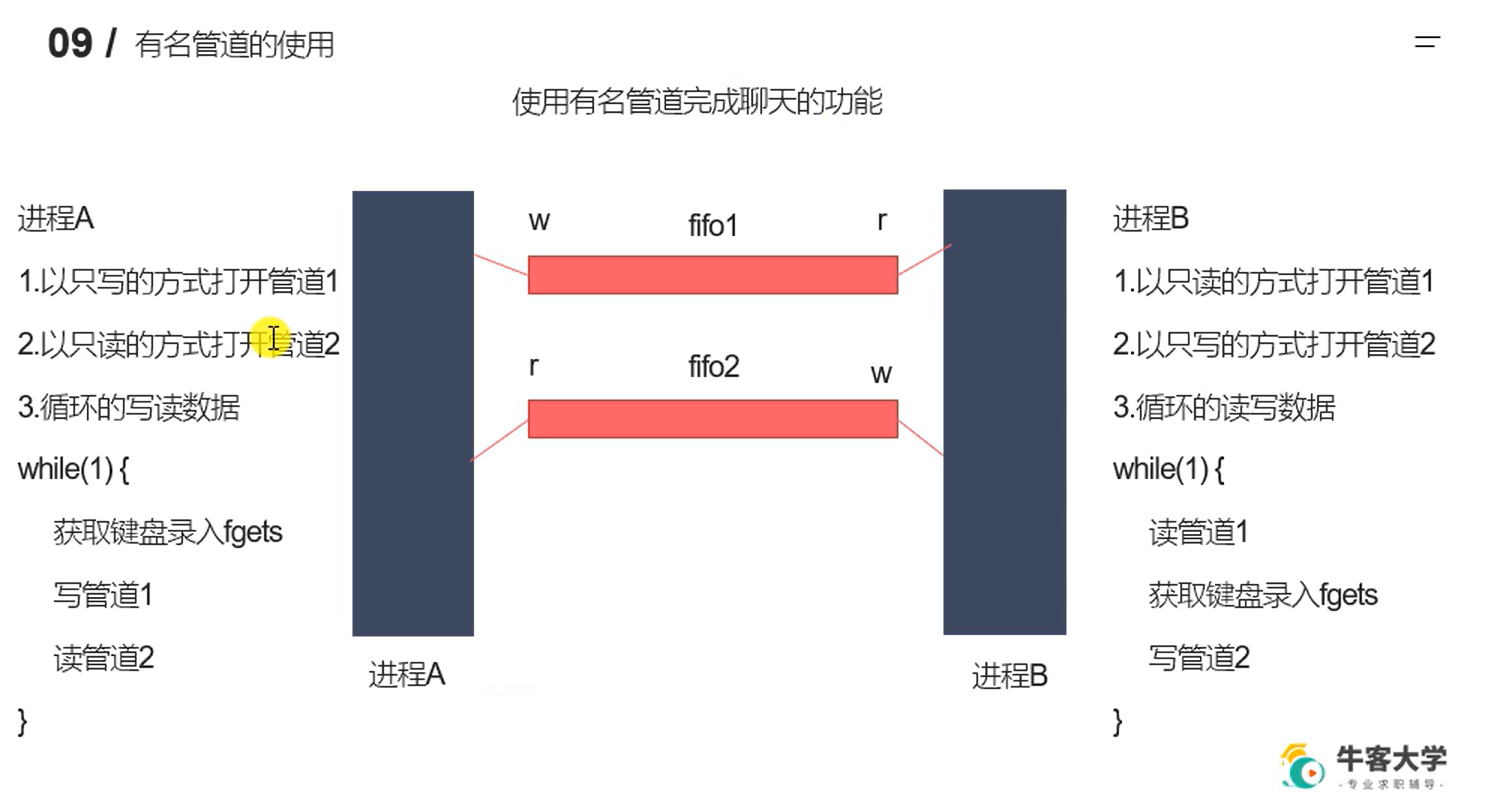 09 / 有名管道的使用
使用有名管道完成聊天的功能
进程A
1.以只写的方式打开管道1
2.以只读的方式打开管道2
3.循环的写读数据
while(1) {
获取键盘录入fgets
写管道1
读管道2
}
w fifo1 r
r fifo2 w
进程A
进程B
进程B
1.以只读的方式打开管道1
2.以只写的方式打开管道2
3.循环的读写数据
while(1) {
读管道1
获取键盘录入fgets
写管道2
}
牛客大学
·专业求职辅导·